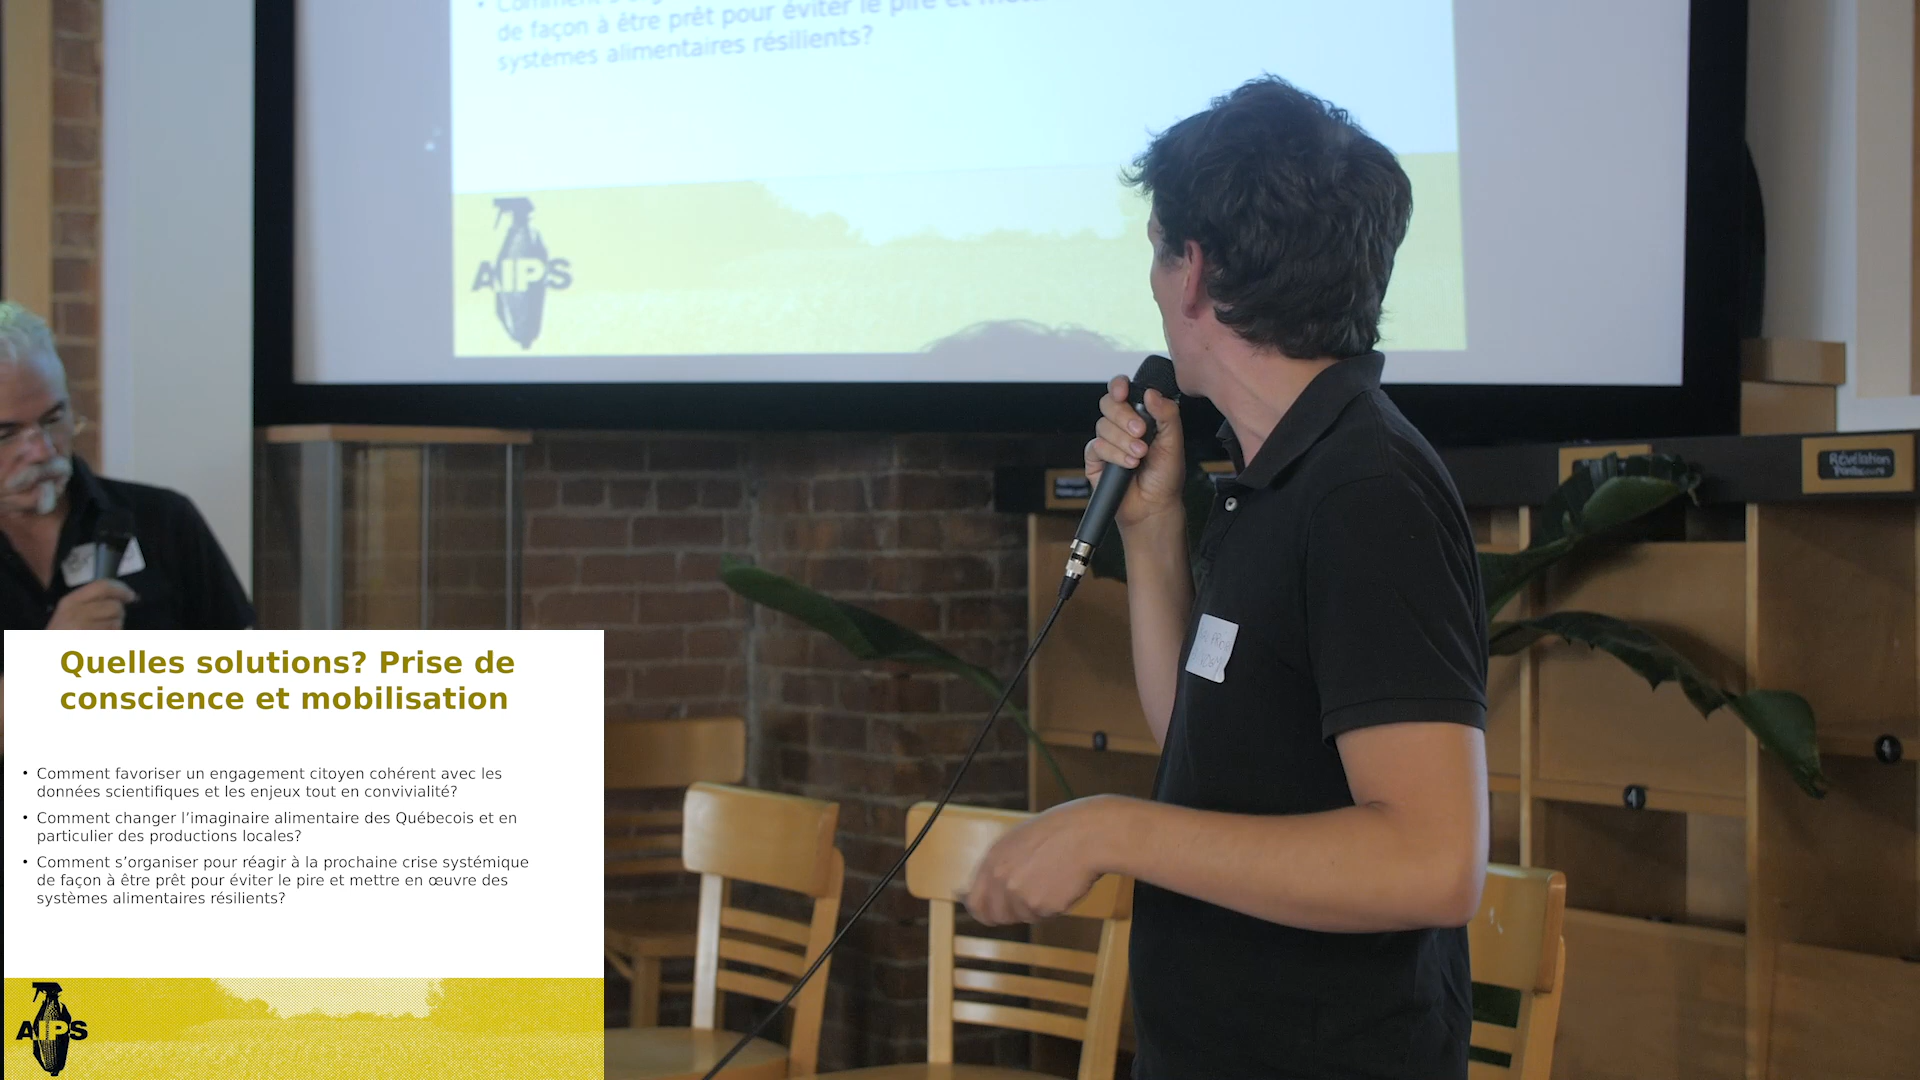 de façon à être prêt pour éviter le pire et
systèmes alimentaires résilients?
AIPS
Révélation
Quelles solutions? Prise de
conscience et mobilisation
• Comment favoriser un engagement citoyen cohérent avec les
données scientifiques et les enjeux tout en convivialité?
• Comment changer l’imaginaire alimentaire des Québecois et en
particulier des productions locales?
• Comment s’organiser pour réagir à la prochaine crise systémique
de façon à être prêt pour éviter le pire et mettre en œuvre des
systèmes alimentaires résilients?
AIPS